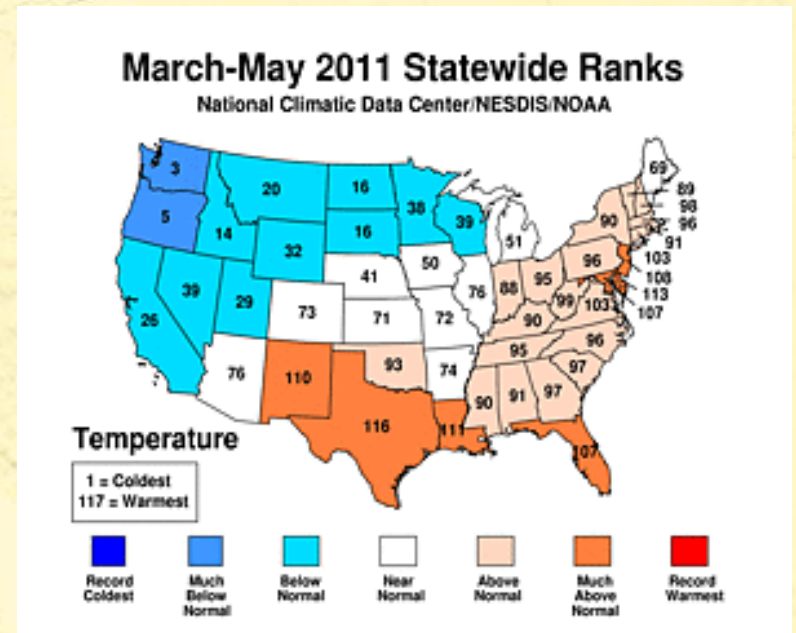 March-May 2011 Statewide Ranks
National Climatic Data Center/NESDIS/NOAA
3
20
16
38
39
69
89
98
96
91
5
14
32
16
51
90
103
108
113
107
26
39
29
41
50
76
88
95
96
73
71
72
99
103
90
76
110
93
74
95
96
97
116
111
90
91
97
107
Temperature
1 = Coldest
117 = Warmest
Record
Coldest
Much
Below
Normal
Below
Normal
Near
Normal
Above
Normal
Much
Above
Normal
Record
Warmest